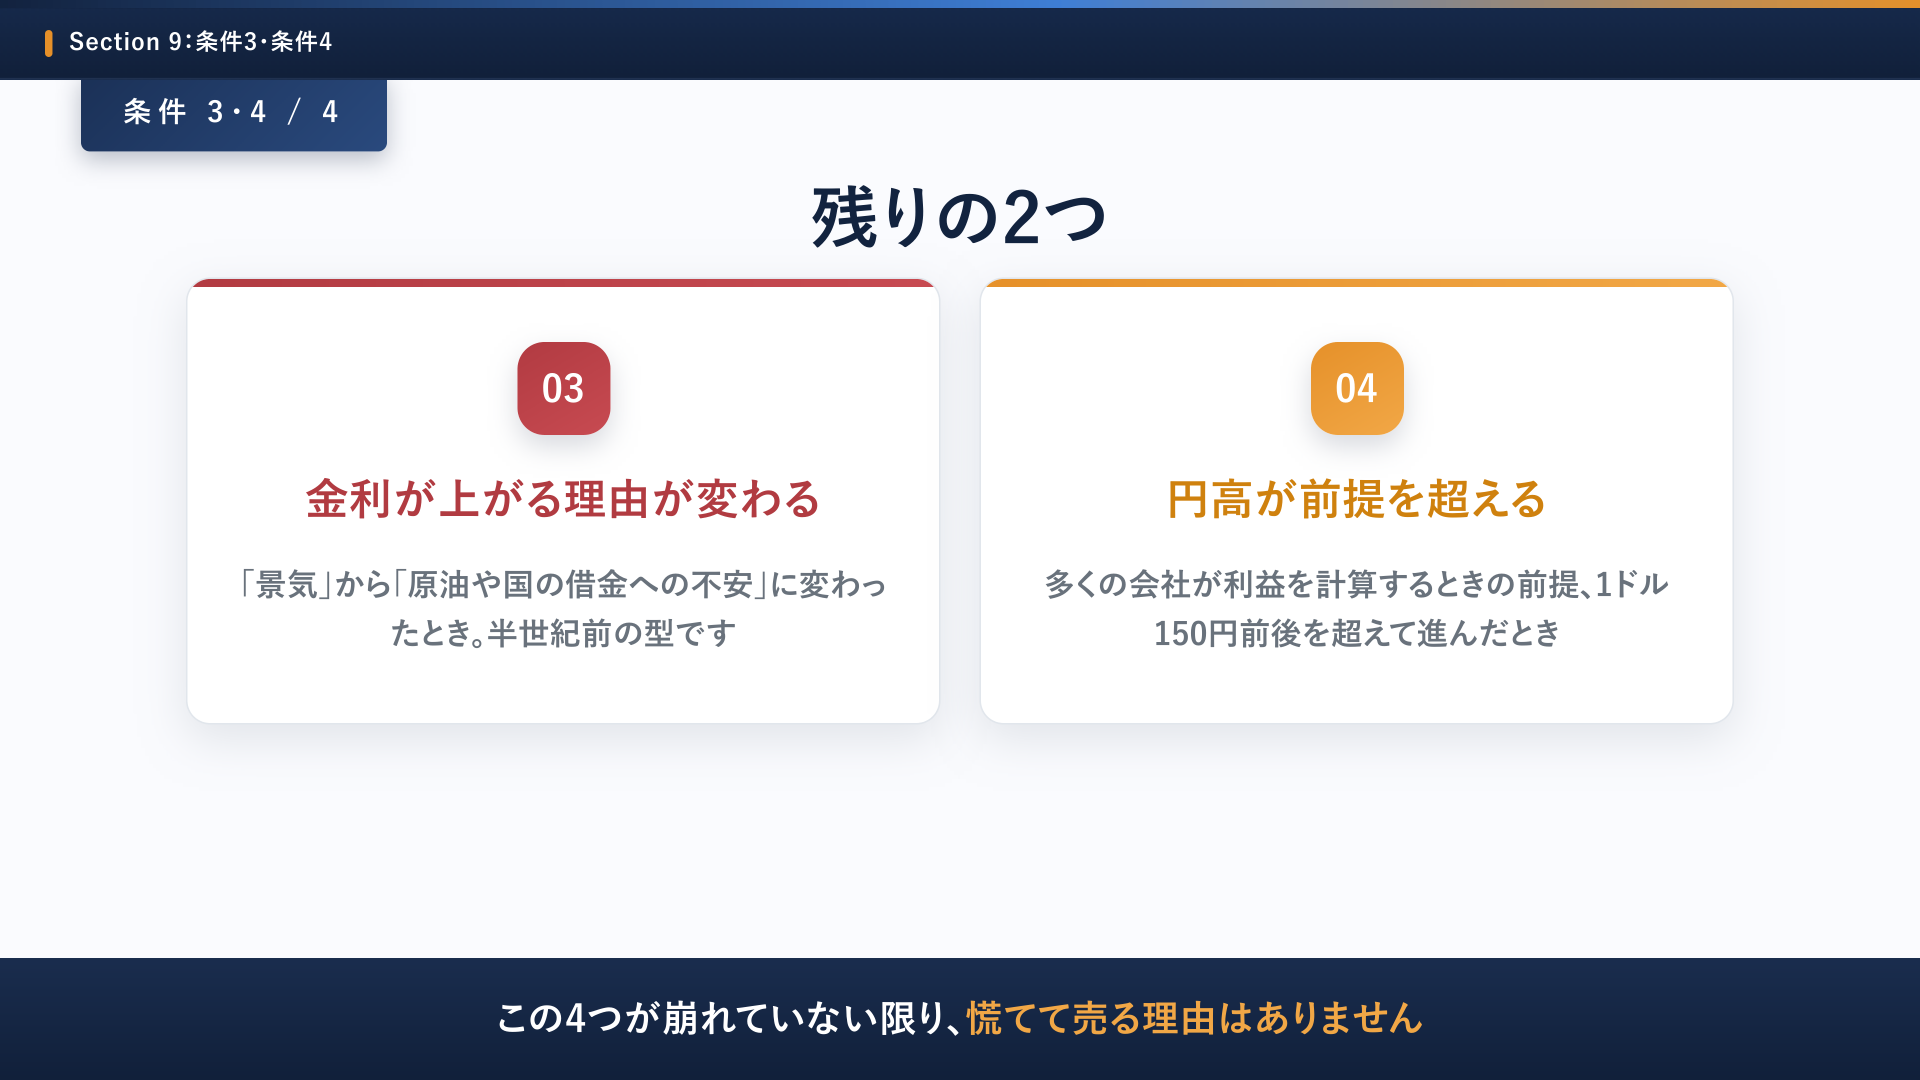 Section 9：条件3・条件4
条件 3・4 / 4
残りの2つ
03
金利が上がる理由が変わる
「景気」から「原油や国の借金への不安」に変わっ
たとき。半世紀前の型です
04
円高が前提を超える
多くの会社が利益を計算するときの前提、1ドル
150円前後を超えて進んだとき
この4つが崩れていない限り、慌てて売る理由はありません